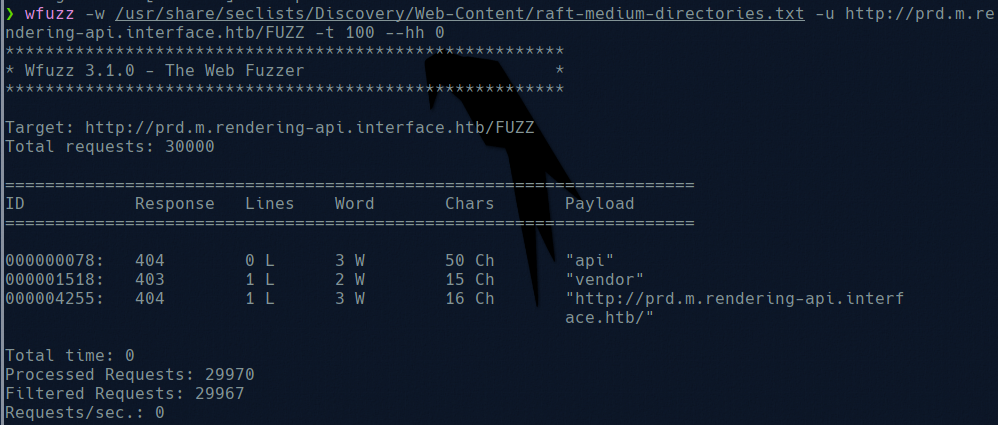 ❯ wfuzz -w /usr/share/seclists/Discovery/Web-Content/raft-medium-directories.txt -u http://prd.m.re
ndering-api.interface.htb/FUZZ -t 100 --hh 0
********************************************************
* Wfuzz 3.1.0 - The Web Fuzzer                         *
********************************************************

Target: http://prd.m.rendering-api.interface.htb/FUZZ
Total requests: 30000

=====================================================================
ID           Response   Lines    Word       Chars       Payload
=====================================================================

000000078:   404        0 L      3 W        50 Ch       "api"
000001518:   403        1 L      2 W        15 Ch       "vendor"
000004255:   404        1 L      3 W        16 Ch       "http://prd.m.rendering-api.interf
                                                        ace.htb/"

Total time: 0
Processed Requests: 29970
Filtered Requests: 29967
Requests/sec.: 0